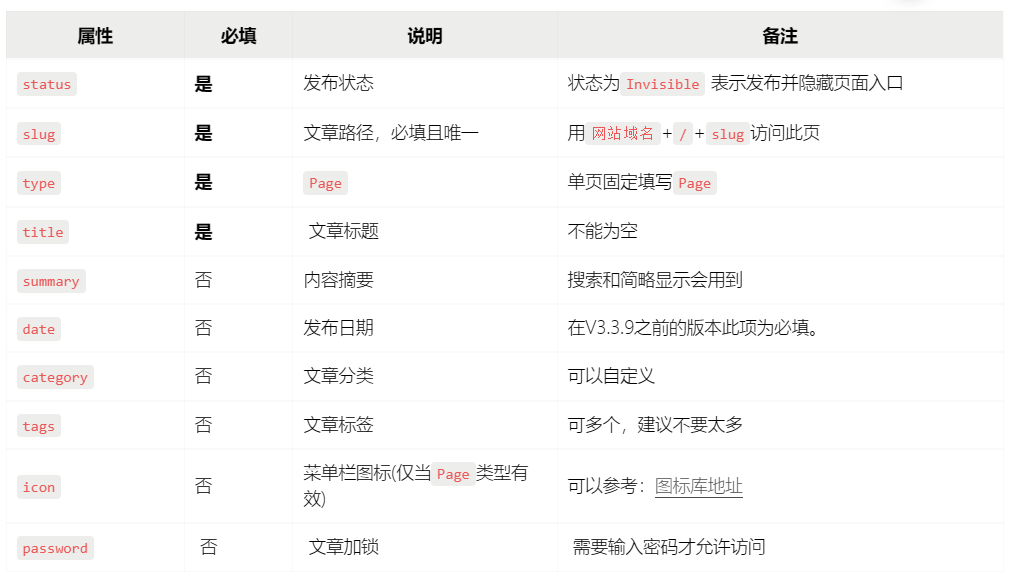 属性 必填 说明 备注
status 是 发布状态 状态为 Invisible 表示发布并隐藏页面入口
slug 是 文章路径，必填且唯一 用 网站域名 + / + slug 访问此页
type 是 Page 单页固定填写 Page
title 是 文章标题 不能为空
summary 否 内容摘要 搜索和简略显示会用到
date 否 发布日期 在V3.3.9之前的版本此项为必填。
category 否 文章分类 可以自定义
tags 否 文章标签 可多个，建议不要太多
icon 否 菜单栏图标(仅当 Page 类型有
效) 可以参考：图标库地址
password 否 文章加锁 需要输入密码才允许访问